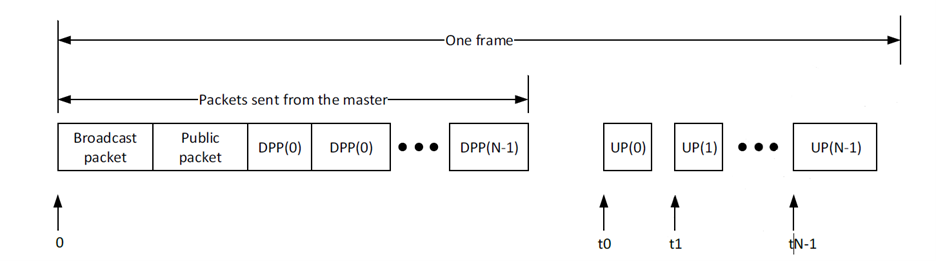 One frame
Packets sent from the master
Broadcast
packet
Public
packet
DPP(0)
DPP(0)
DPP(N-1)
UP(0)
UP(1)
UP(N-1)
0
t0
t1
tN-1